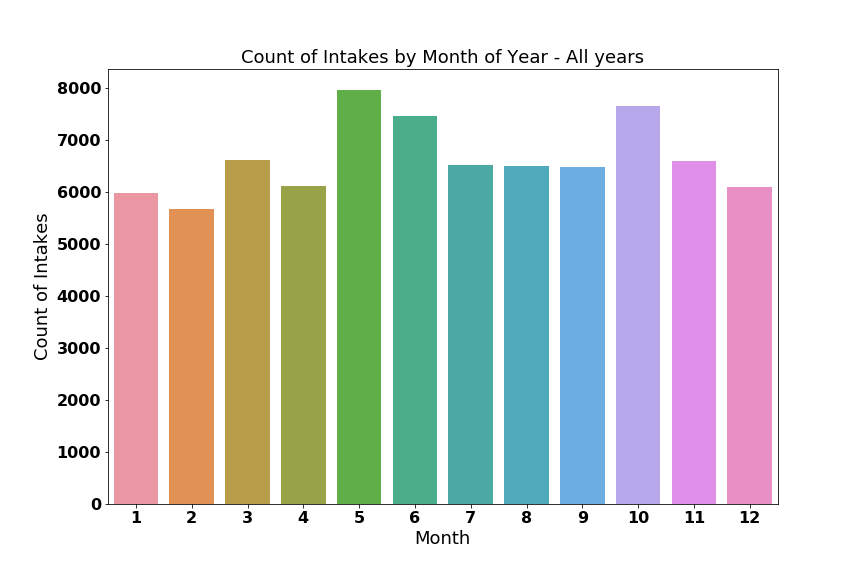 Count of Intakes by Month of Year - All years
8000
7000
6000
5000
4000
3000
2000
1000
0
Count of Intakes
1 2 3 4 5 6 7 8 9 10 11 12
Month